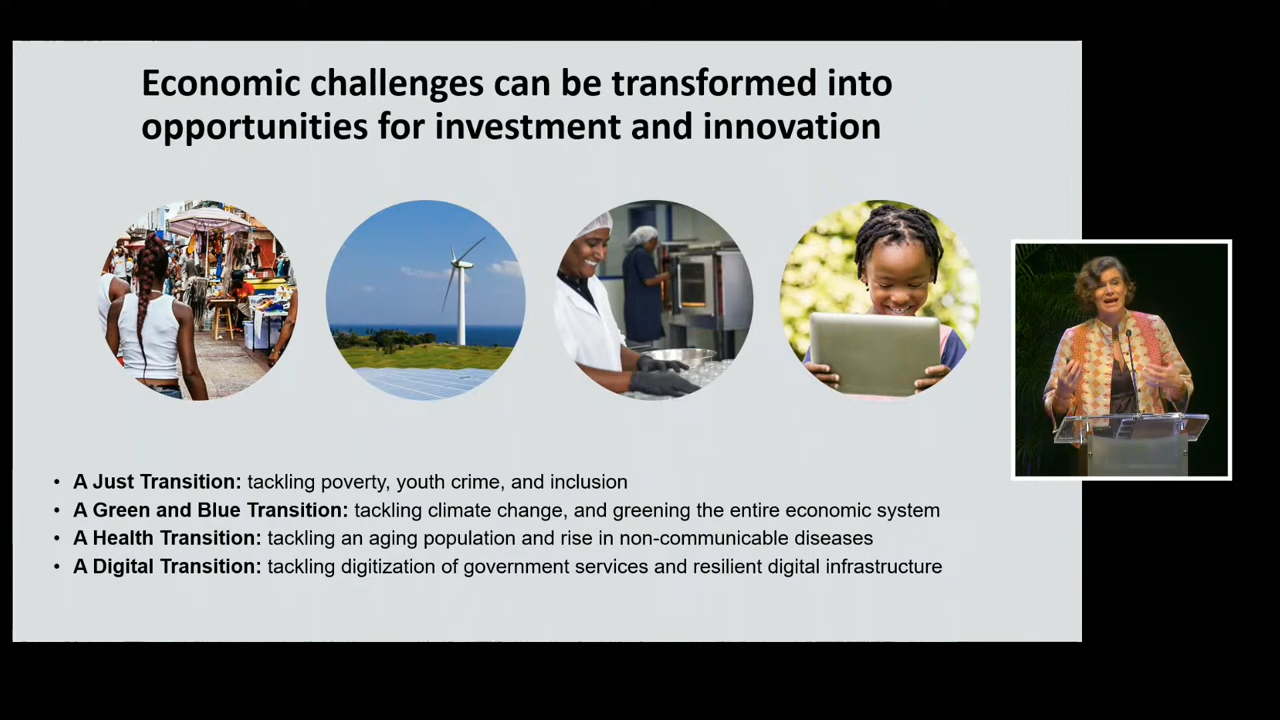 Economic challenges can be transformed into
opportunities for investment and innovation
• A Just Transition: tackling poverty, youth crime, and inclusion
• A Green and Blue Transition: tackling climate change, and greening the entire economic system
• A Health Transition: tackling an aging population and rise in non-communicable diseases
• A Digital Transition: tackling digitization of government services and resilient digital infrastructure